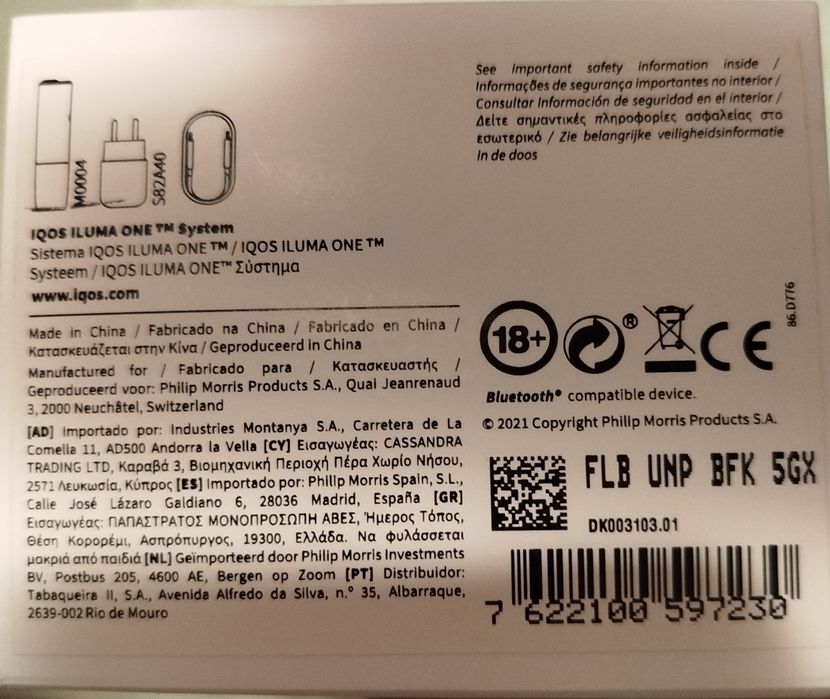 M0004
S82A40
IQOS ILUMA ONE™ System
Sistema IQOS ILUMA ONE™ / IQOS ILUMA ONE™
Systeem / IQOS ILUMA ONE™ Σύστημα
www.iqos.com
Made in China / Fabricado na China / Fabricado en China /
Κατασκευάζεται στην Κίνα / Geproduceerd in China
Manufactured for / Fabricado para / Κατασκευαστής /
Geproduceerd voor: Philip Morris Products S.A., Quai Jeanrenaud
3, 2000 Neuchâtel, Switzerland
[AD] Importado por: Industries Montanya S.A., Carretera de La
Comella 11, AD500 Andorra la Vella [CY] Εισαγωγέας: CASSANDRA
TRADING LTD, Καραβά 3, Βιομηχανική Περιοχή Πέρα Χωρίο Νήσου,
2571 Λευκωσία, Κύπρος [ES] Importado por: Philip Morris Spain, S.L.,
Calle José Lázaro Galdiano 6, 28036 Madrid, España [GR]
Εισαγωγέας: ΠΑΠΑΣΤΡΑΤΟΣ ΜΟΝΟΠΡΟΣΩΠΗ ΑΒΕΣ, Ήμερος Τόπος,
Θέση Κορορέμι, Ασπρόπυργος, 19300, Ελλάδα. Να φυλάσσεται
μακριά από παιδιά [NL] Geïmporteerd door Philip Morris Investments
BV, Postbus 205, 4600 AE, Bergen op Zoom [PT] Distribuidor:
Tabaqueira II, S.A., Avenida Alfredo da Silva, n.º 35, Albarraque,
2639-002 Rio de Mouro
See important safety information inside /
Informações de segurança importantes no interior /
Consultar información de seguridad en el interior /
Δείτε σημαντικές πληροφορίες ασφαλείας στο
εσωτερικό / Zie belangrijke veiligheidsinformatie
in de doos
86.D776
18+ ® CE
Bluetooth® compatible device.
© 2021 Copyright Philip Morris Products S.A.
FLB UNP BFK 5GX
DK003103.01
7 622100 597230